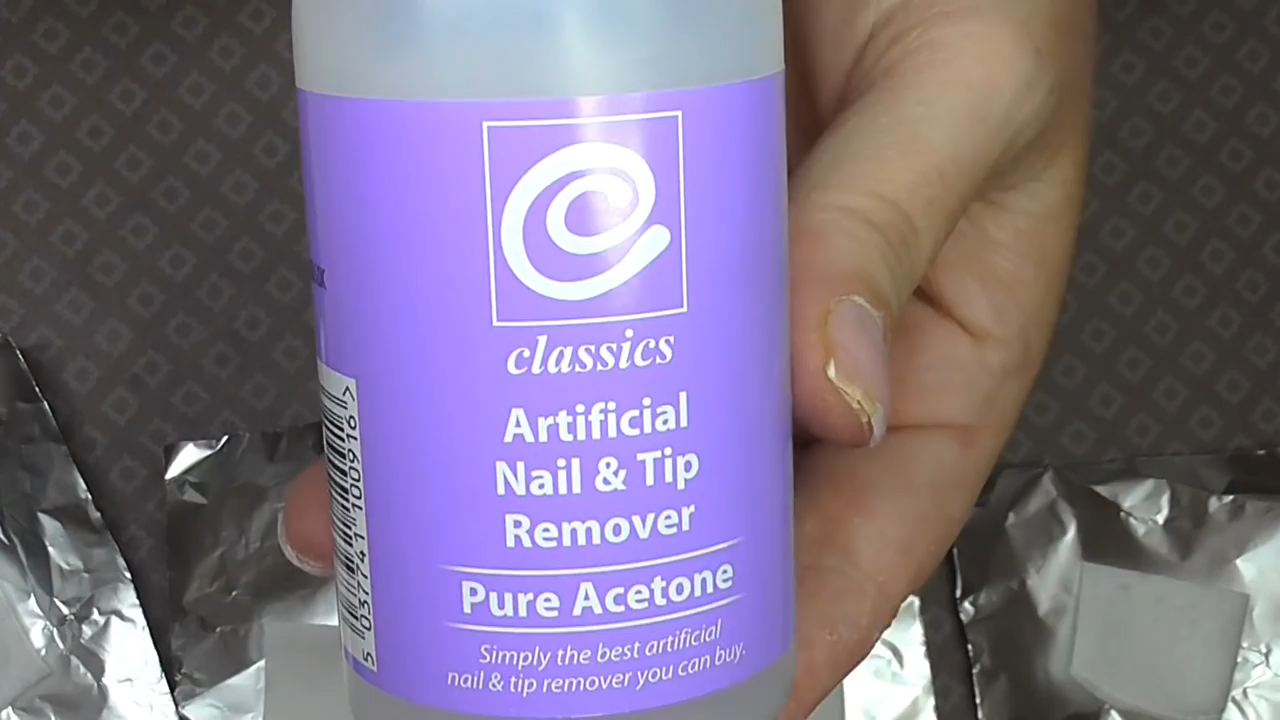 classics
Artificial
Nail & Tip
Remover
Pure Acetone
Simply the best artificial
nail & tip remover you can buy.
5 037741 100916 >